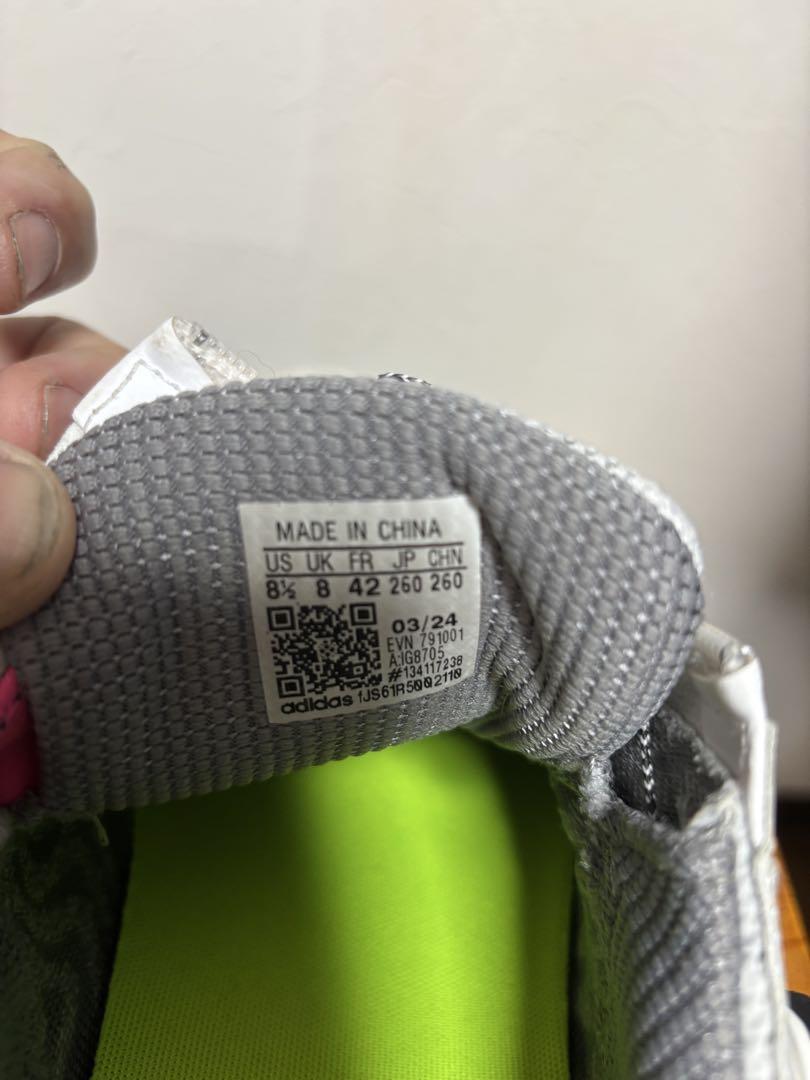 MADE IN CHINA
US UK FR JP CHN
8½ 8 42 260 260
03/24
EVN 791001
A:IG8705
#134117238
adidas fJS61R5002110